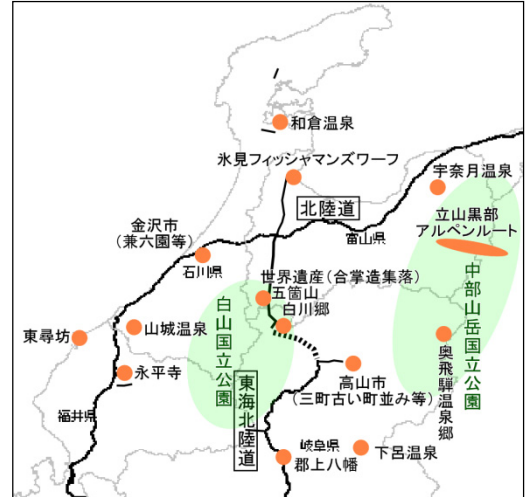 和倉温泉
氷見フィッシャマンズワーフ
宇奈月温泉
北陸道
立山黒部
アルペンルート
金沢市
(兼六園等)
富山県
石川県
世界遺産(合掌造集落)
五箇山
白川郷
中部山岳国立公園
白山国立公園
東尋坊
山城温泉
奥飛騨温泉郷
永平寺
高山市
(三町古い町並み等)
東海北陸道
福井県
岐阜県
下呂温泉
郡上八幡